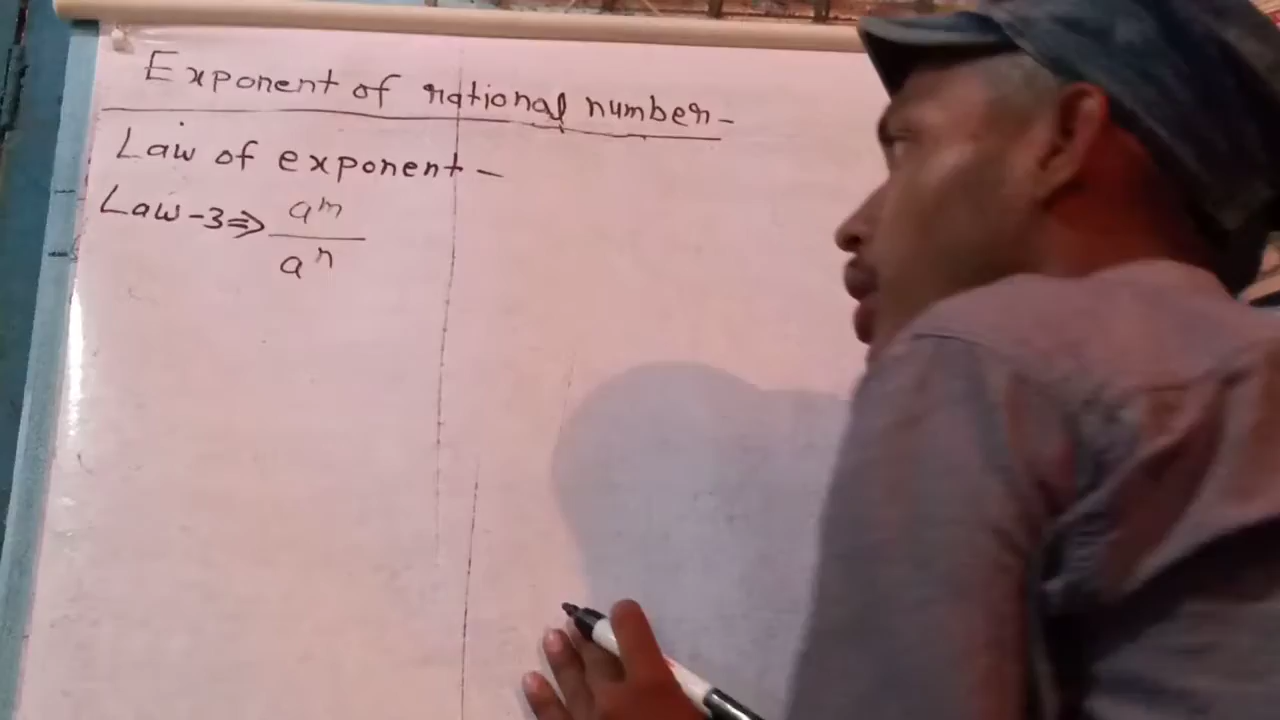 Exponent of rational number-
Law of exponent -
Law -3 ⇒ a^m / a^n